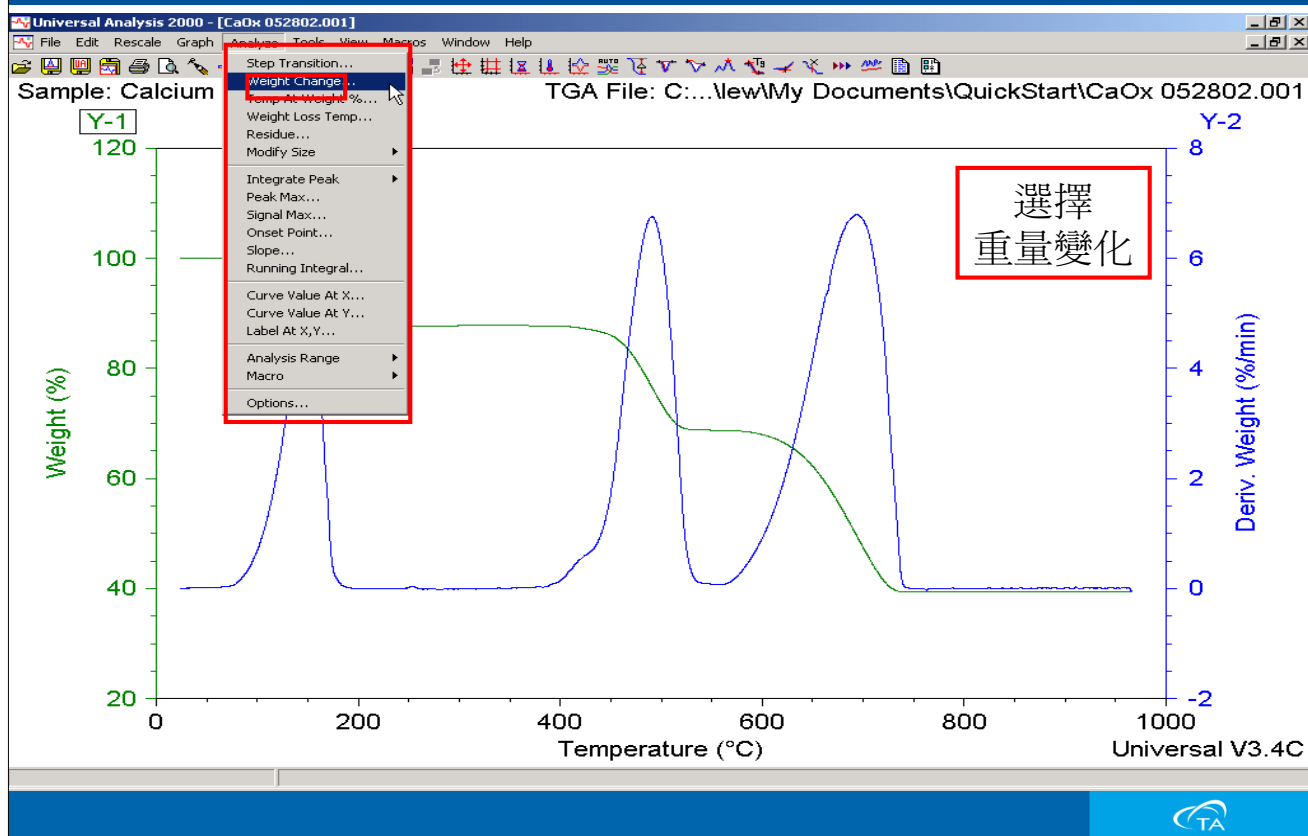 Universal Analysis 2000 - [CaOx 052802.001]
File Edit Rescale Graph Analyze Tools View Macros Window Help
Step Transition...
Weight Change...
Temp At Weight %...
Weight Loss Temp...
Residue...
Modify Size
Integrate Peak
Peak Max...
Signal Max...
Onset Point...
Slope...
Running Integral...
Curve Value At X...
Curve Value At Y...
Label At X,Y...
Analysis Range
Macro
Options...
Sample: Calcium
TGA File: C:...\lew\My Documents\QuickStart\CaOx 052802.001
Y-1
Y-2
選擇
重量變化
120
100
80
60
40
20
Weight (%)
8
6
4
2
0
-2
Deriv. Weight (%/min)
0 200 400 600 800 1000
Temperature (°C)
Universal V3.4C
TA